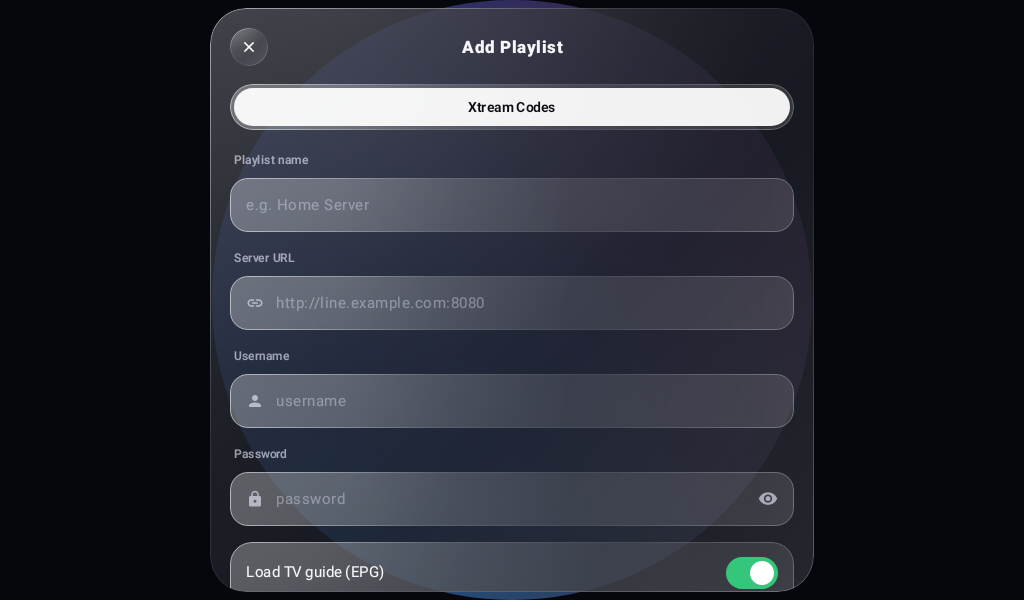 Add Playlist
Xtream Codes
Playlist name
e.g. Home Server
Server URL
http://line.example.com:8080
Username
username
Password
password
Load TV guide (EPG)